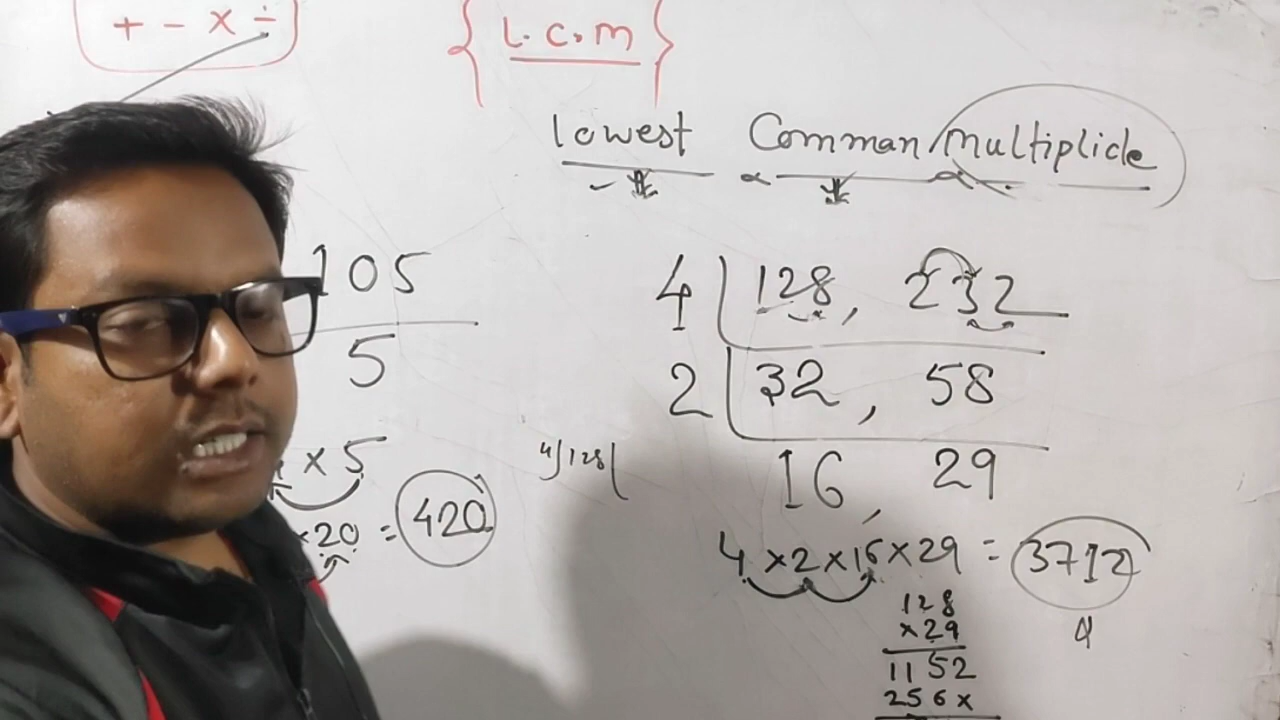 + - × ÷
{ L.C.M }
lowest Comman Multiplicle
105
5
× 5
×20 = 420
4 128, 232
2 32, 58
4)128(
16, 29
4 ×2×16×29 = 3712
128
×29
1152
256×